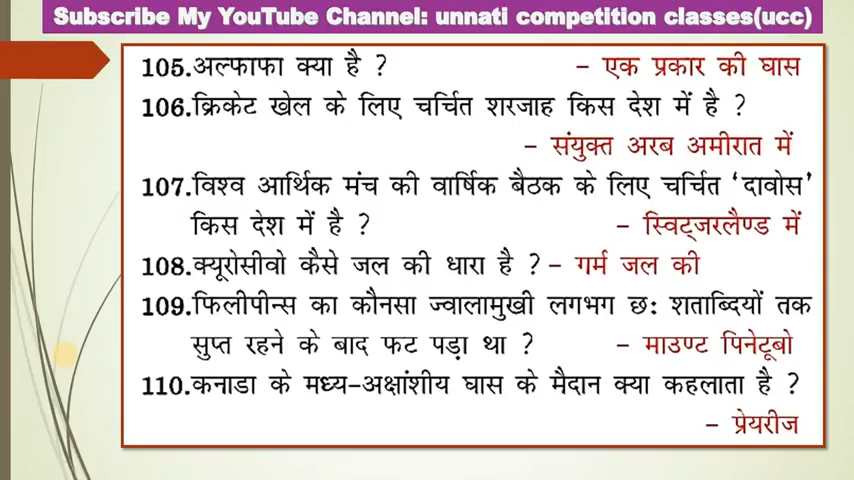 Subscribe My YouTube Channel: unnati competition classes(ucc)
105.अल्फाफा क्या है ? – एक प्रकार की घास
106.क्रिकेट खेल के लिए चर्चित शरजाह किस देश में है ?
– संयुक्त अरब अमीरात में
107.विश्व आर्थिक मंच की वार्षिक बैठक के लिए चर्चित ‘दावोस’
किस देश में है ? – स्विट्जरलैण्ड में
108.क्यूरोसीवो कैसे जल की धारा है ? – गर्म जल की
109.फिलीपीन्स का कौनसा ज्वालामुखी लगभग छः शताब्दियों तक
सुप्त रहने के बाद फट पड़ा था ? – माउण्ट पिनेटूबो
110.कनाडा के मध्य-अक्षांशीय घास के मैदान क्या कहलाता है ?
– प्रेयरीज